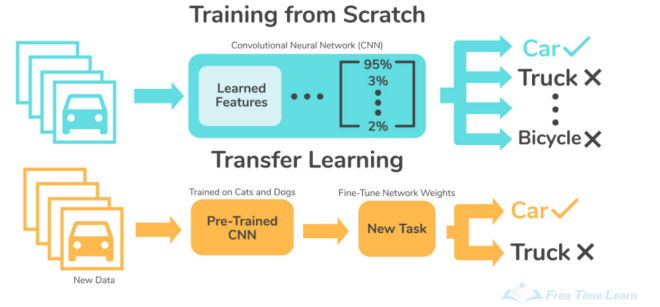 Training from Scratch
Convolutional Neural Network (CNN)
Learned
Features
95%
3%
2%
Car
Truck
Bicycle
Transfer Learning
Trained on Cats and Dogs
Fine-Tune Network Weights
Pre-Trained
CNN
New Task
Car
Truck
New Data
Free Time Learn